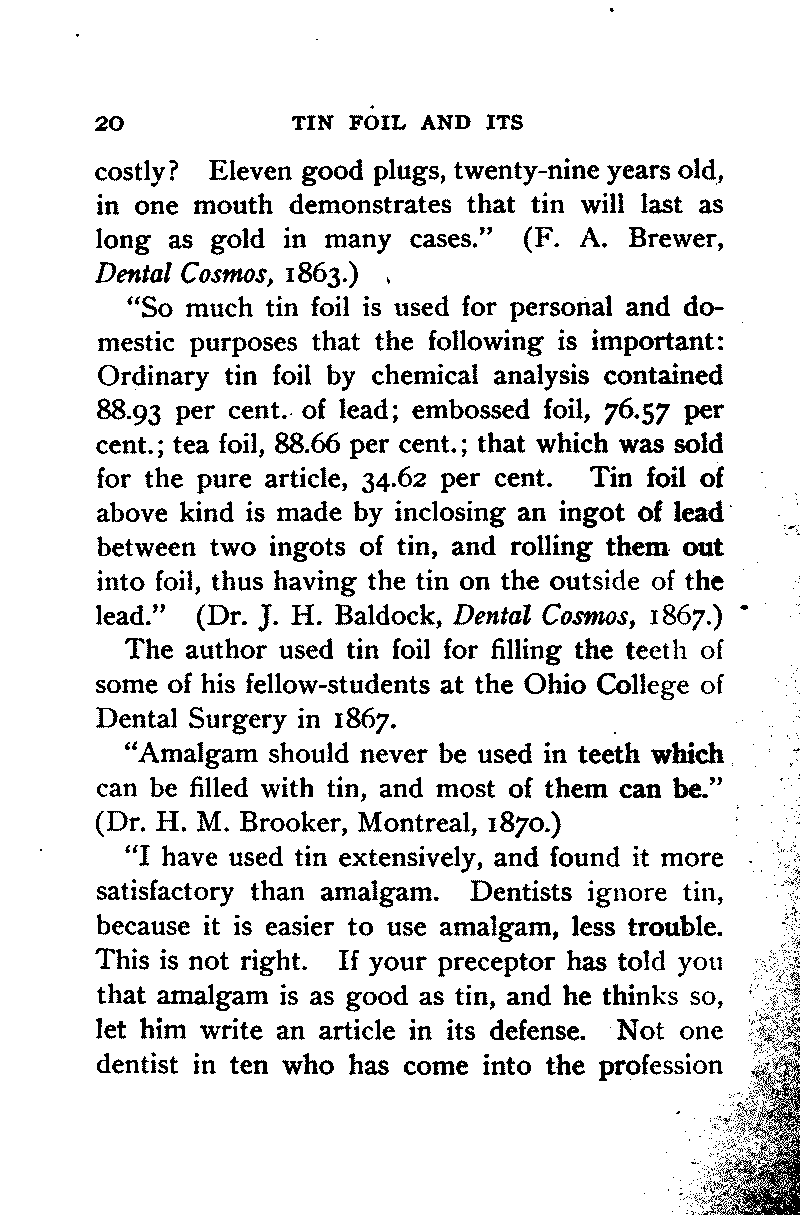 20 TIN FOIL AND ITS
costly? Eleven good plugs, twenty-nine years old,
in one mouth demonstrates that tin will last as
long as gold in many cases.” (F. A. Brewer,
Dental Cosmos, 1863.)
“So much tin foil is used for personal and do-
mestic purposes that the following is important:
Ordinary tin foil by chemical analysis contained
88.93 per cent. of lead; embossed foil, 76.57 per
cent.; tea foil, 88.66 per cent.; that which was sold
for the pure article, 34.62 per cent. Tin foil of
above kind is made by inclosing an ingot of lead
between two ingots of tin, and rolling them out
into foil, thus having the tin on the outside of the
lead.” (Dr. J. H. Baldock, Dental Cosmos, 1867.)
The author used tin foil for filling the teeth of
some of his fellow-students at the Ohio College of
Dental Surgery in 1867.
“Amalgam should never be used in teeth which
can be filled with tin, and most of them can be.”
(Dr. H. M. Brooker, Montreal, 1870.)
“I have used tin extensively, and found it more
satisfactory than amalgam. Dentists ignore tin,
because it is easier to use amalgam, less trouble.
This is not right. If your preceptor has told you
that amalgam is as good as tin, and he thinks so,
let him write an article in its defense. Not one
dentist in ten who has come into the profession